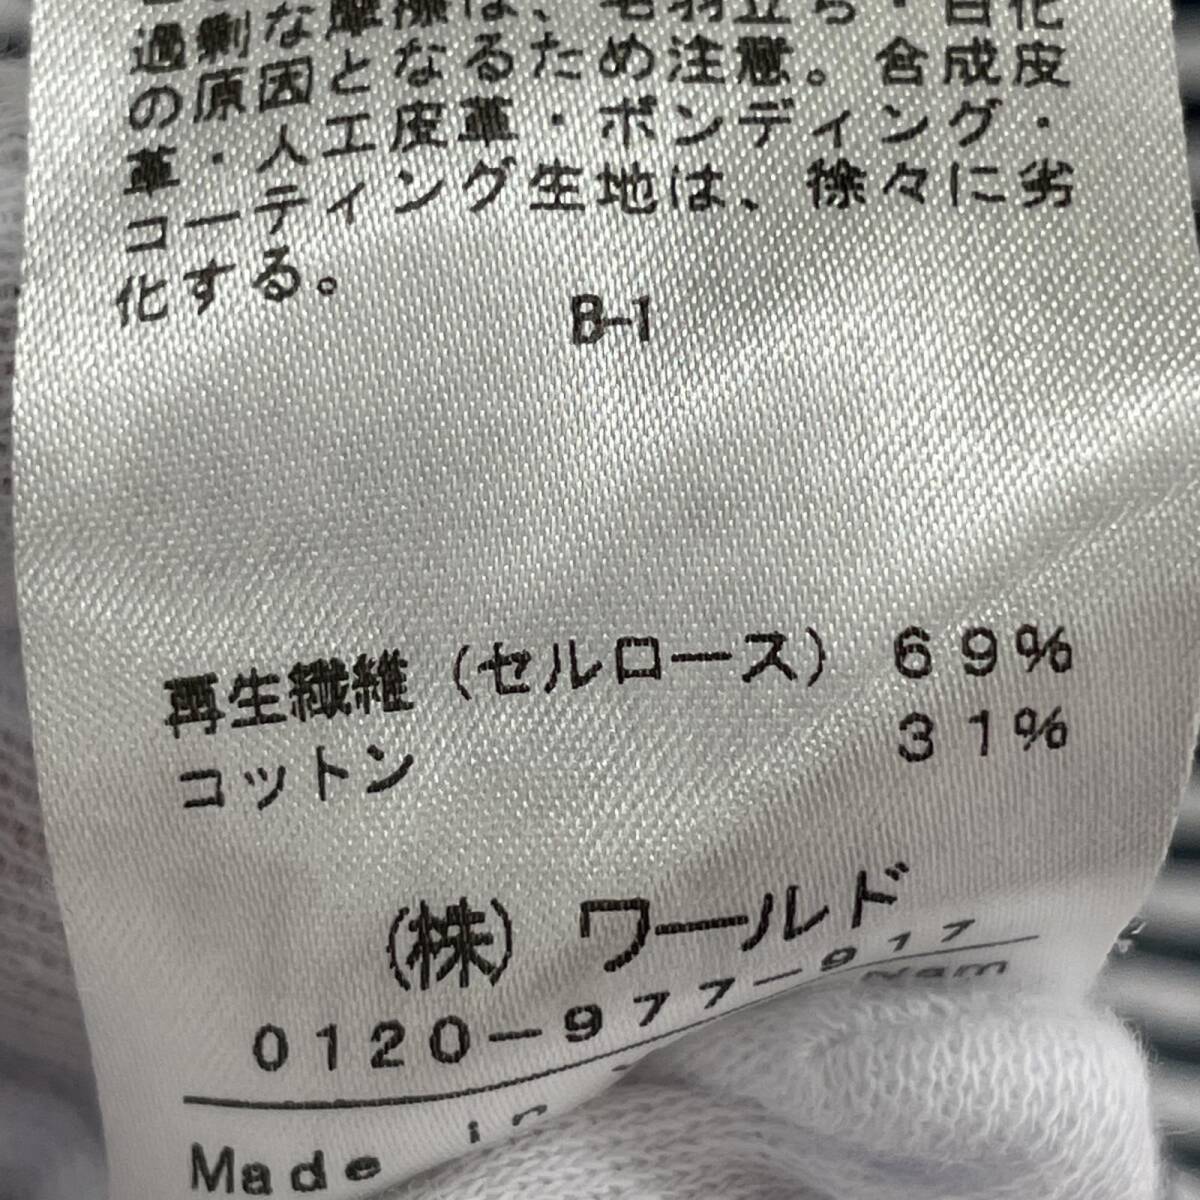 過剰な摩擦は、毛羽立ち・白化
の原因となるため注意。合成皮
革・人工皮革・ボンディング・
コーティング生地は、徐々に劣
化する。
B-1
再生繊維（セルロース） 69%
コットン 31%
(株) ワールド
0120-977-917
Made in Nam